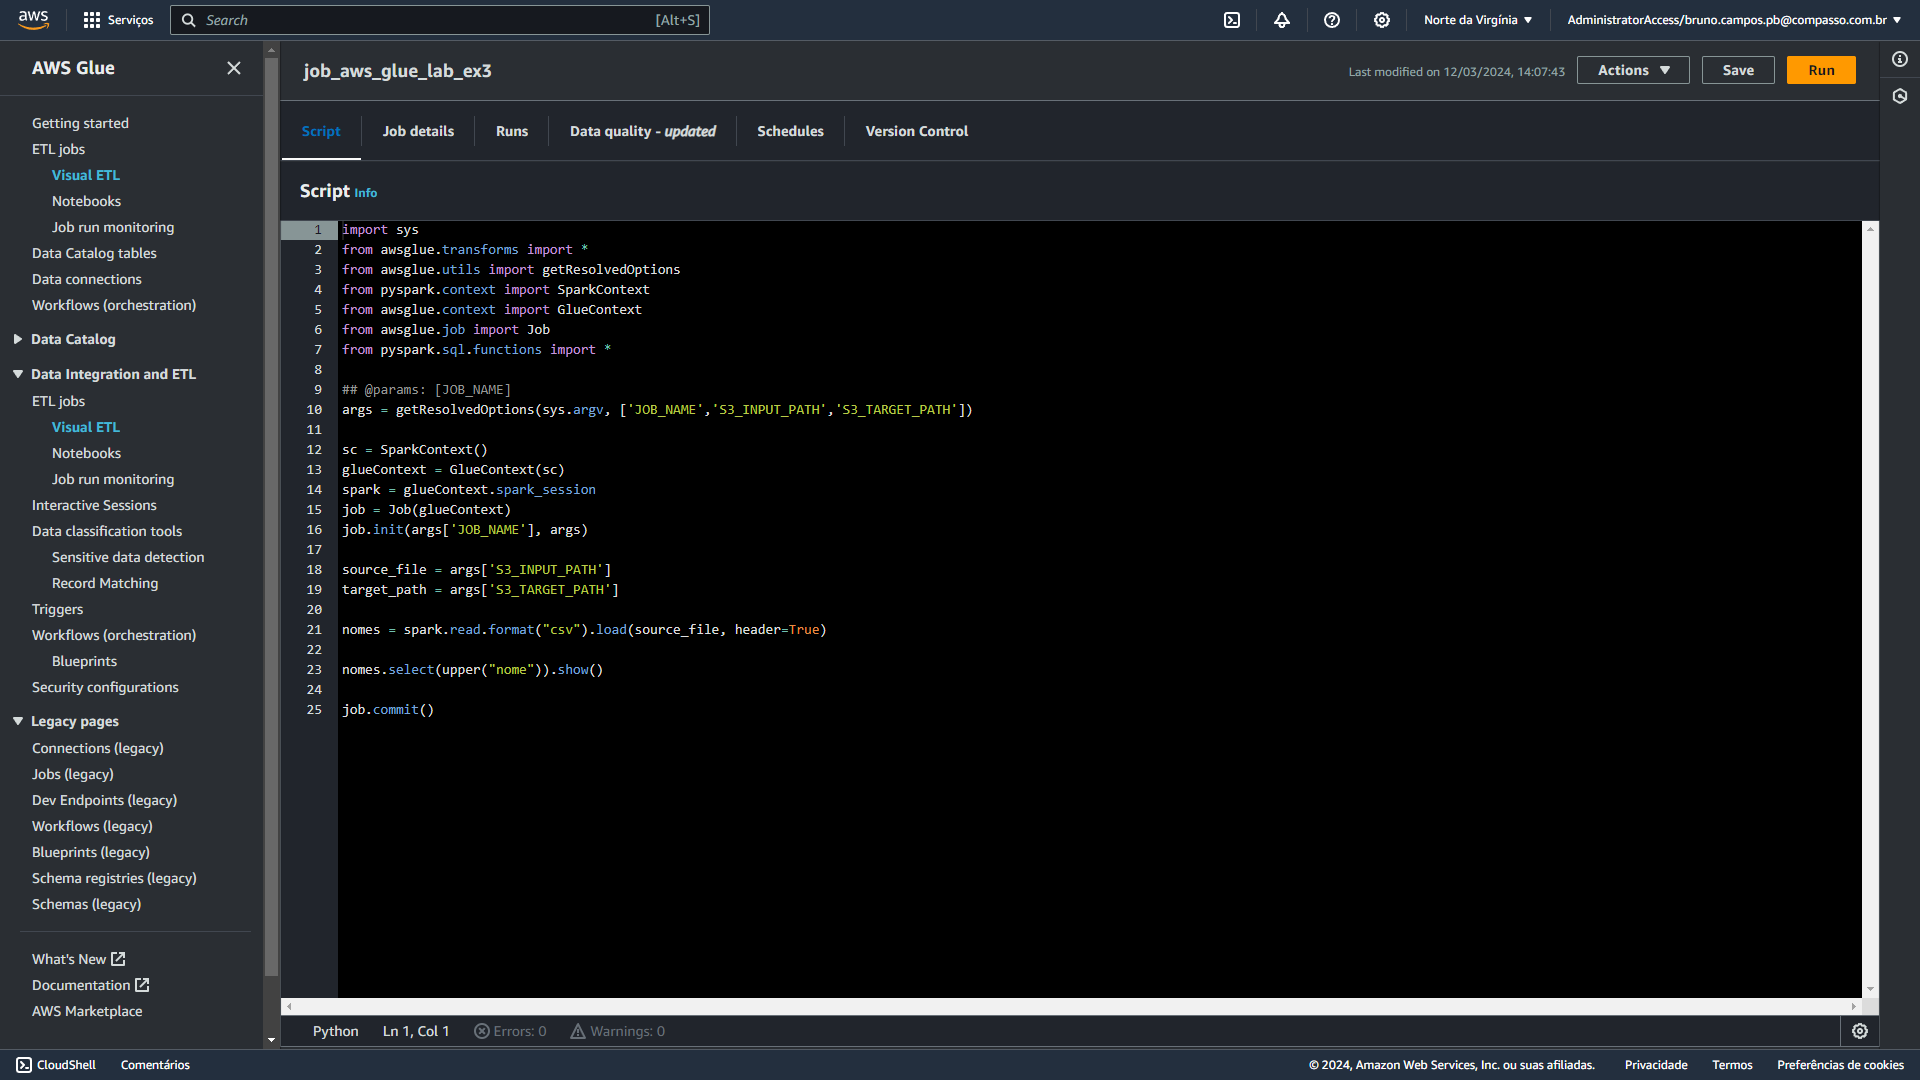 aws
Serviços
Search
[Alt+S]
Norte da Virgínia
AdministratorAccess/bruno.campos.pb@compasso.com.br
AWS Glue
Getting started
ETL jobs
Visual ETL
Notebooks
Job run monitoring
Data Catalog tables
Data connections
Workflows (orchestration)
Data Catalog
Data Integration and ETL
ETL jobs
Visual ETL
Notebooks
Job run monitoring
Interactive Sessions
Data classification tools
Sensitive data detection
Record Matching
Triggers
Workflows (orchestration)
Blueprints
Security configurations
Legacy pages
Connections (legacy)
Jobs (legacy)
Dev Endpoints (legacy)
Workflows (legacy)
Blueprints (legacy)
Schema registries (legacy)
Schemas (legacy)
What's New
Documentation
AWS Marketplace
job_aws_glue_lab_ex3
Last modified on 12/03/2024, 14:07:43
Actions
Save
Run
Script
Job details
Runs
Data quality - updated
Schedules
Version Control
Script Info
1 import sys
2 from awsglue.transforms import *
3 from awsglue.utils import getResolvedOptions
4 from pyspark.context import SparkContext
5 from awsglue.context import GlueContext
6 from awsglue.job import Job
7 from pyspark.sql.functions import *
8
9 ## @params: [JOB_NAME]
10 args = getResolvedOptions(sys.argv, ['JOB_NAME','S3_INPUT_PATH','S3_TARGET_PATH'])
11
12 sc = SparkContext()
13 glueContext = GlueContext(sc)
14 spark = glueContext.spark_session
15 job = Job(glueContext)
16 job.init(args['JOB_NAME'], args)
17
18 source_file = args['S3_INPUT_PATH']
19 target_path = args['S3_TARGET_PATH']
20
21 nomes = spark.read.format("csv").load(source_file, header=True)
22
23 nomes.select(upper("nome")).show()
24
25 job.commit()
Python
Ln 1, Col 1
Errors: 0
Warnings: 0
CloudShell
Comentários
© 2024, Amazon Web Services, Inc. ou suas afiliadas.
Privacidade
Termos
Preferências de cookies